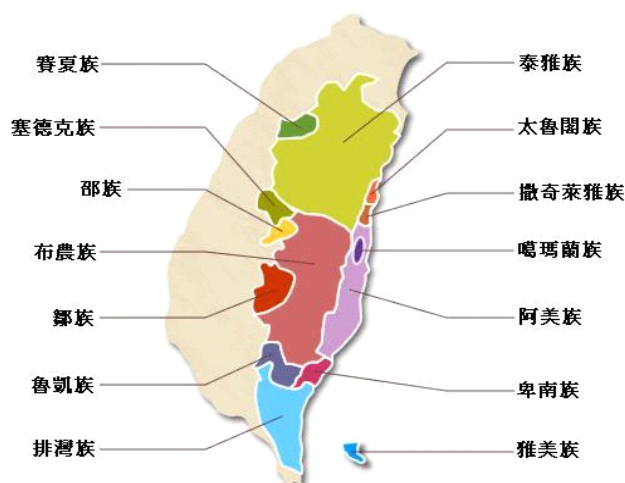 賽夏族
塞德克族
邵族
布農族
鄒族
魯凱族
排灣族
泰雅族
太魯閣族
撒奇萊雅族
噶瑪蘭族
阿美族
卑南族
雅美族